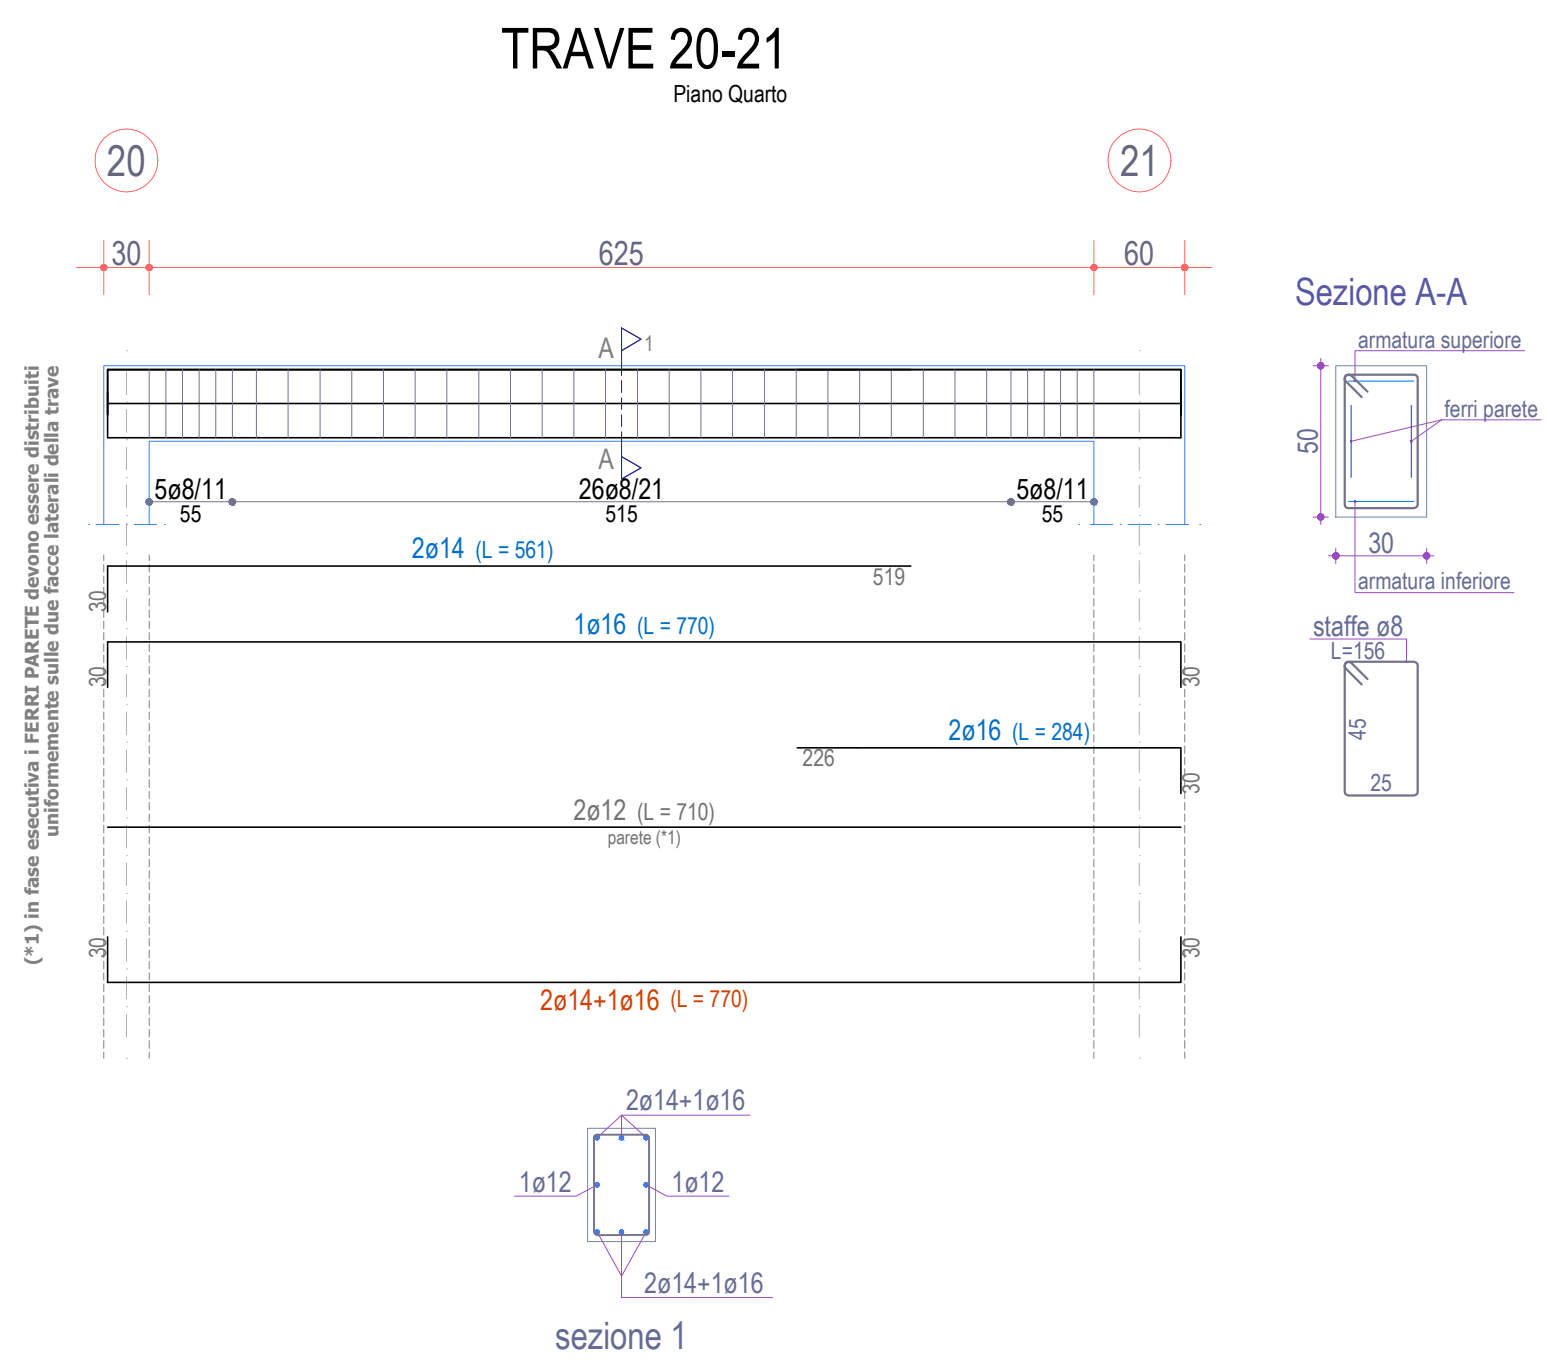 TRAVE 20-21
Piano Quarto
20
21
30
625
60
Sezione A-A
A
1
armatura superiore
ferri parete
50
30
armatura inferiore
A
5ø8/11
26ø8/21
5ø8/11
55
515
55
(*1) in fase esecutiva i FERRI PARETE devono essere distribuiti
uniformemente sulle due facce laterali della trave
2ø14 (L = 561)
519
30
1ø16 (L = 770)
30
30
staffe ø8
L=156
45
25
2ø16 (L = 284)
226
30
2ø12 (L = 710)
parete (*1)
30
30
2ø14+1ø16 (L = 770)
2ø14+1ø16
1ø12
1ø12
2ø14+1ø16
sezione 1